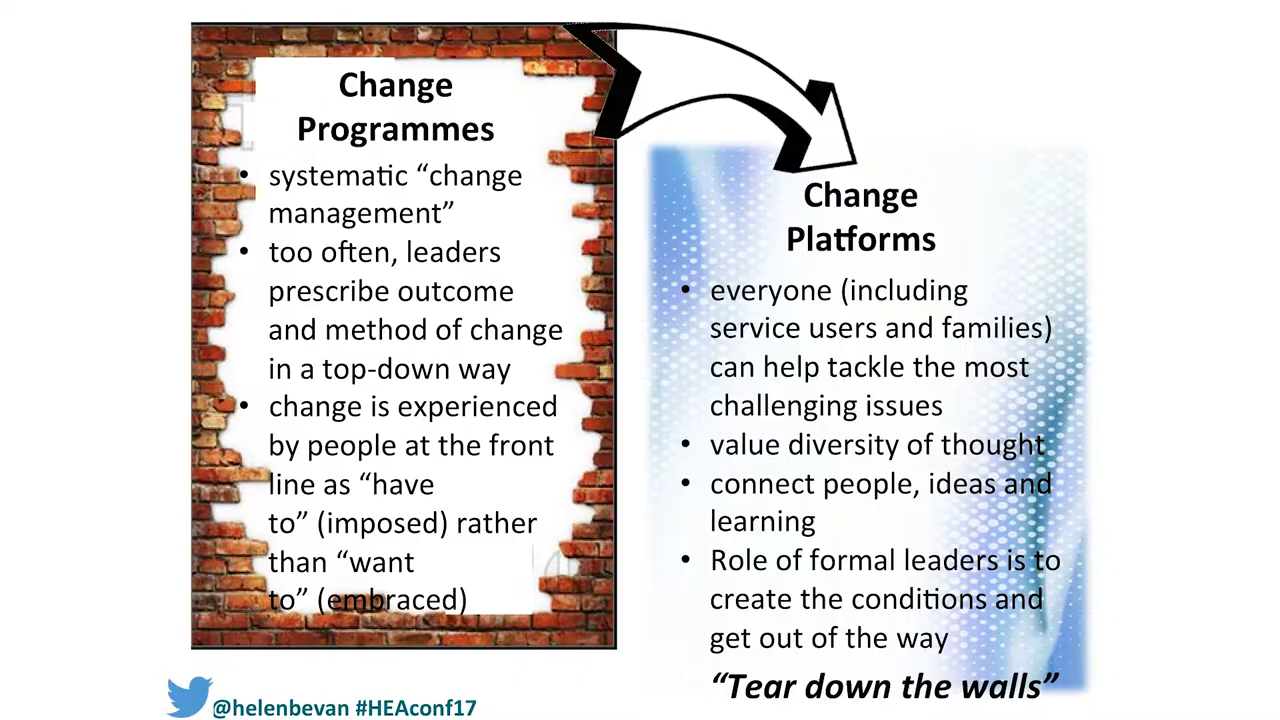 Change
Programmes
• systematic “change
management”
• too often, leaders
prescribe outcome
and method of change
in a top-down way
• change is experienced
by people at the front
line as “have
to” (imposed) rather
than “want
to” (embraced)
Change
Platforms
• everyone (including
service users and families)
can help tackle the most
challenging issues
• value diversity of thought
• connect people, ideas and
learning
• Role of formal leaders is to
create the conditions and
get out of the way
“Tear down the walls”
@helenbevan #HEAconf17